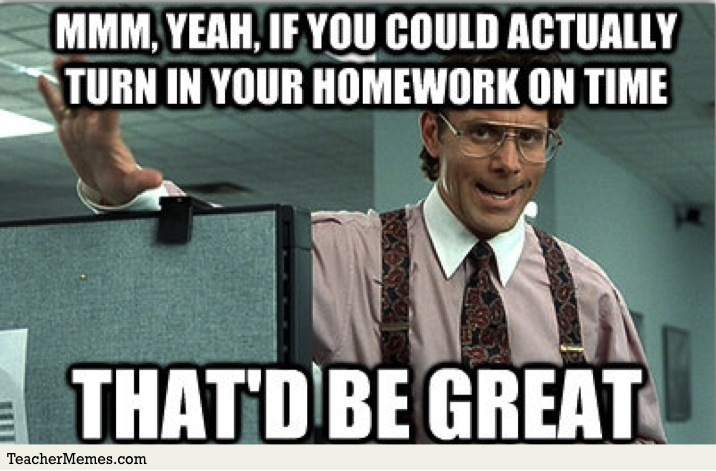 MMM, YEAH, IF YOU COULD ACTUALLY
TURN IN YOUR HOMEWORK ON TIME
THAT'D BE GREAT
TeacherMemes.com